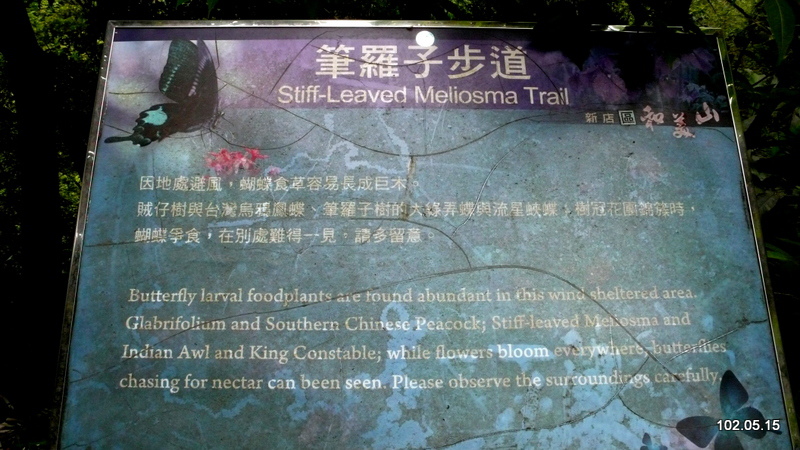 筆羅子步道
Stiff-Leaved Meliosma Trail
新店區 和美山
因地處避風，蝴蝶食草容易長成巨木。
賊仔樹與台灣烏鴉鳳蝶、筆羅子樹的大綠弄蝶與流星蛺蝶，樹冠花團錦簇時，
蝴蝶爭食，在別處難得一見。請多留意。
Butterfly larval foodplants are found abundant in this wind sheltered area.
Glabrifolium and Southern Chinese Peacock; Stiff-leaved Meliosma and
Indian Awl and King Constable; while flowers bloom everywhere, butterflies
chasing for nectar can been seen. Please observe the surroundings carefully.
102.05.15